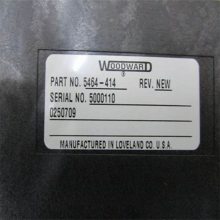 WOODWARD
®
PART NO. 5464-414 REV. NEW
SERIAL NO. 5000110
0250709
MANUFACTURED IN LOVELAND CO. U.S.A.